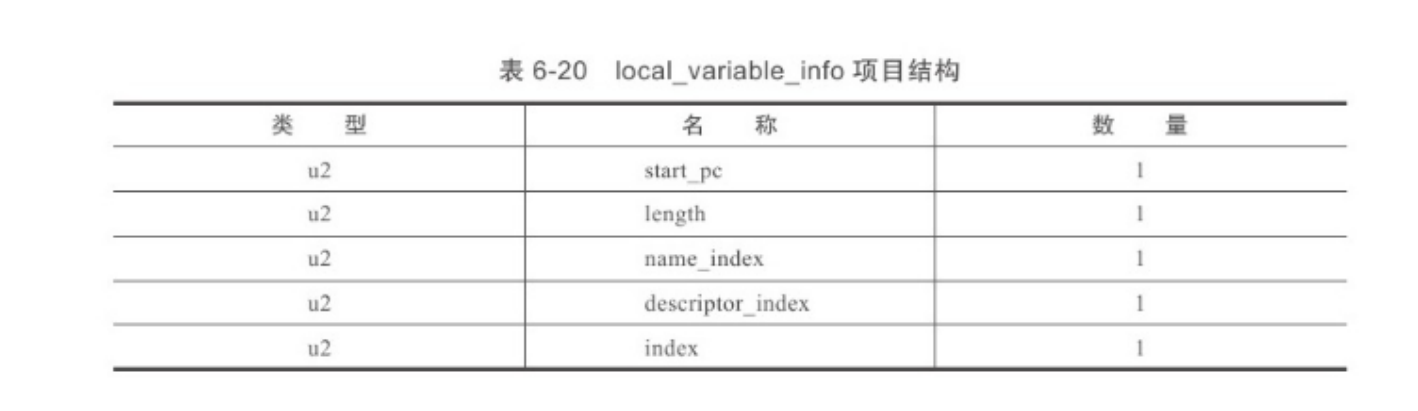 表 6-20 local_variable_info 项目结构
类 型 名 称 数 量
u2 start_pc 1
u2 length 1
u2 name_index 1
u2 descriptor_index 1
u2 index 1